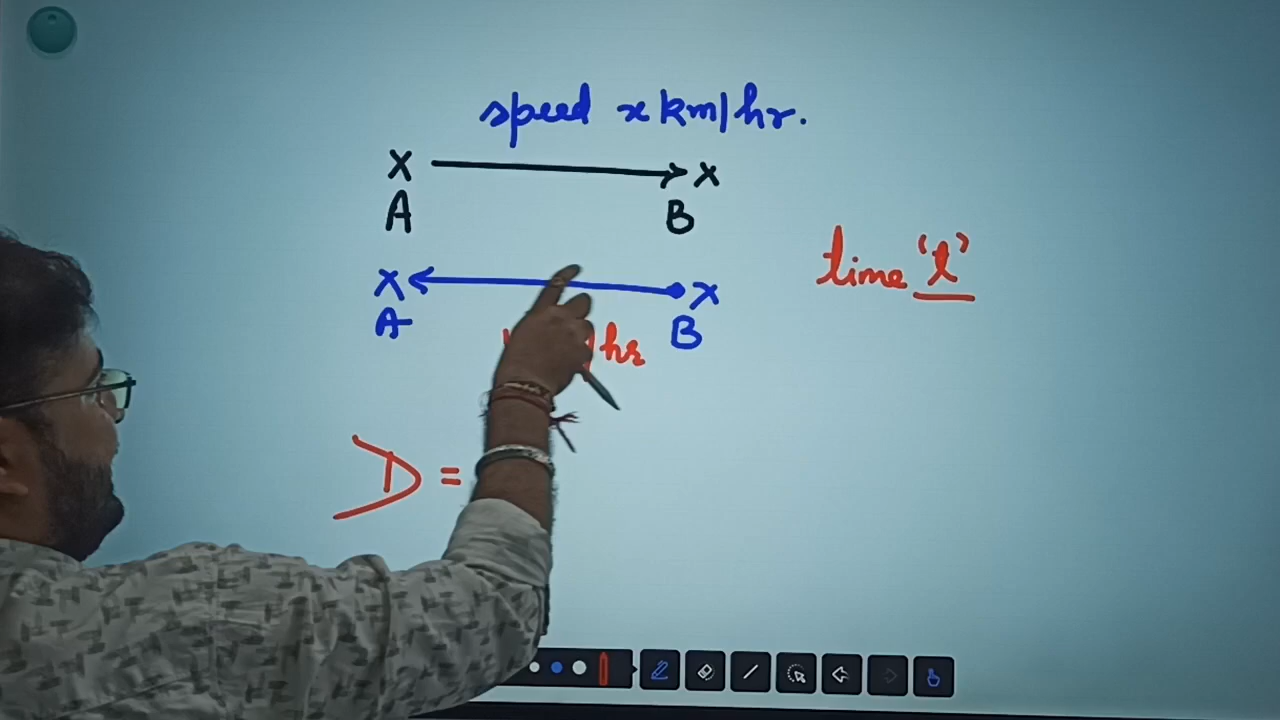 speed x km/hr.
X X
A B
time 't'
X X
A B
/hr
D =